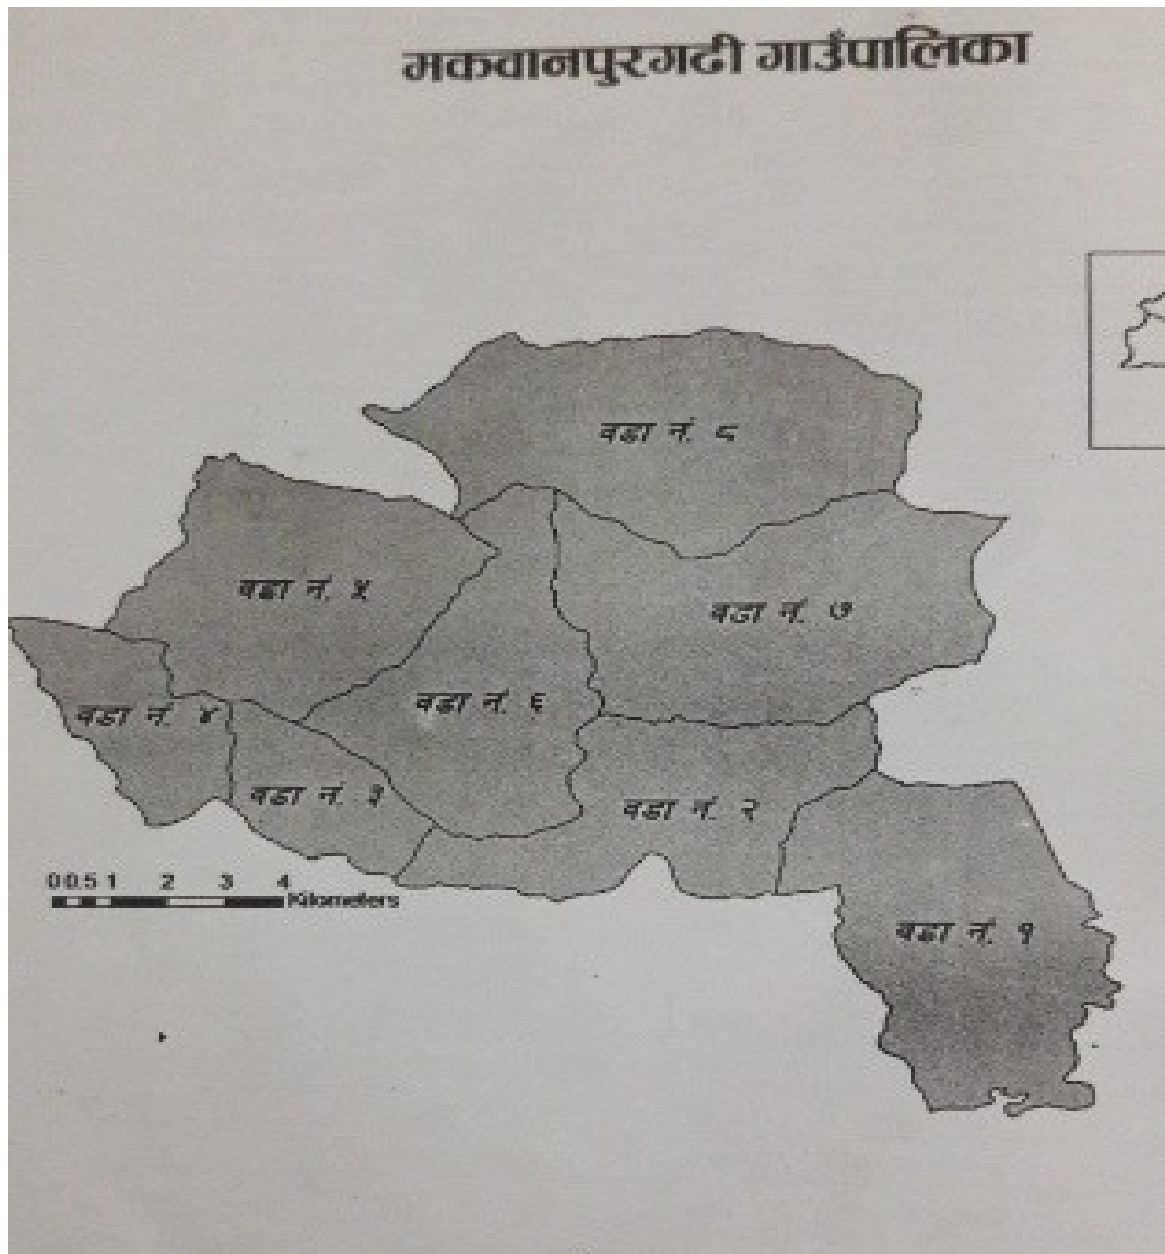 मकवानपुरगढी गाउँपालिका
वडा नं. ८
वडा नं. ५
वडा नं. ७
वडा नं. ६
वडा नं. ४
वडा नं. ३
वडा नं. २
0 0.5 1 2 3 4
Kilometers
वडा नं. १